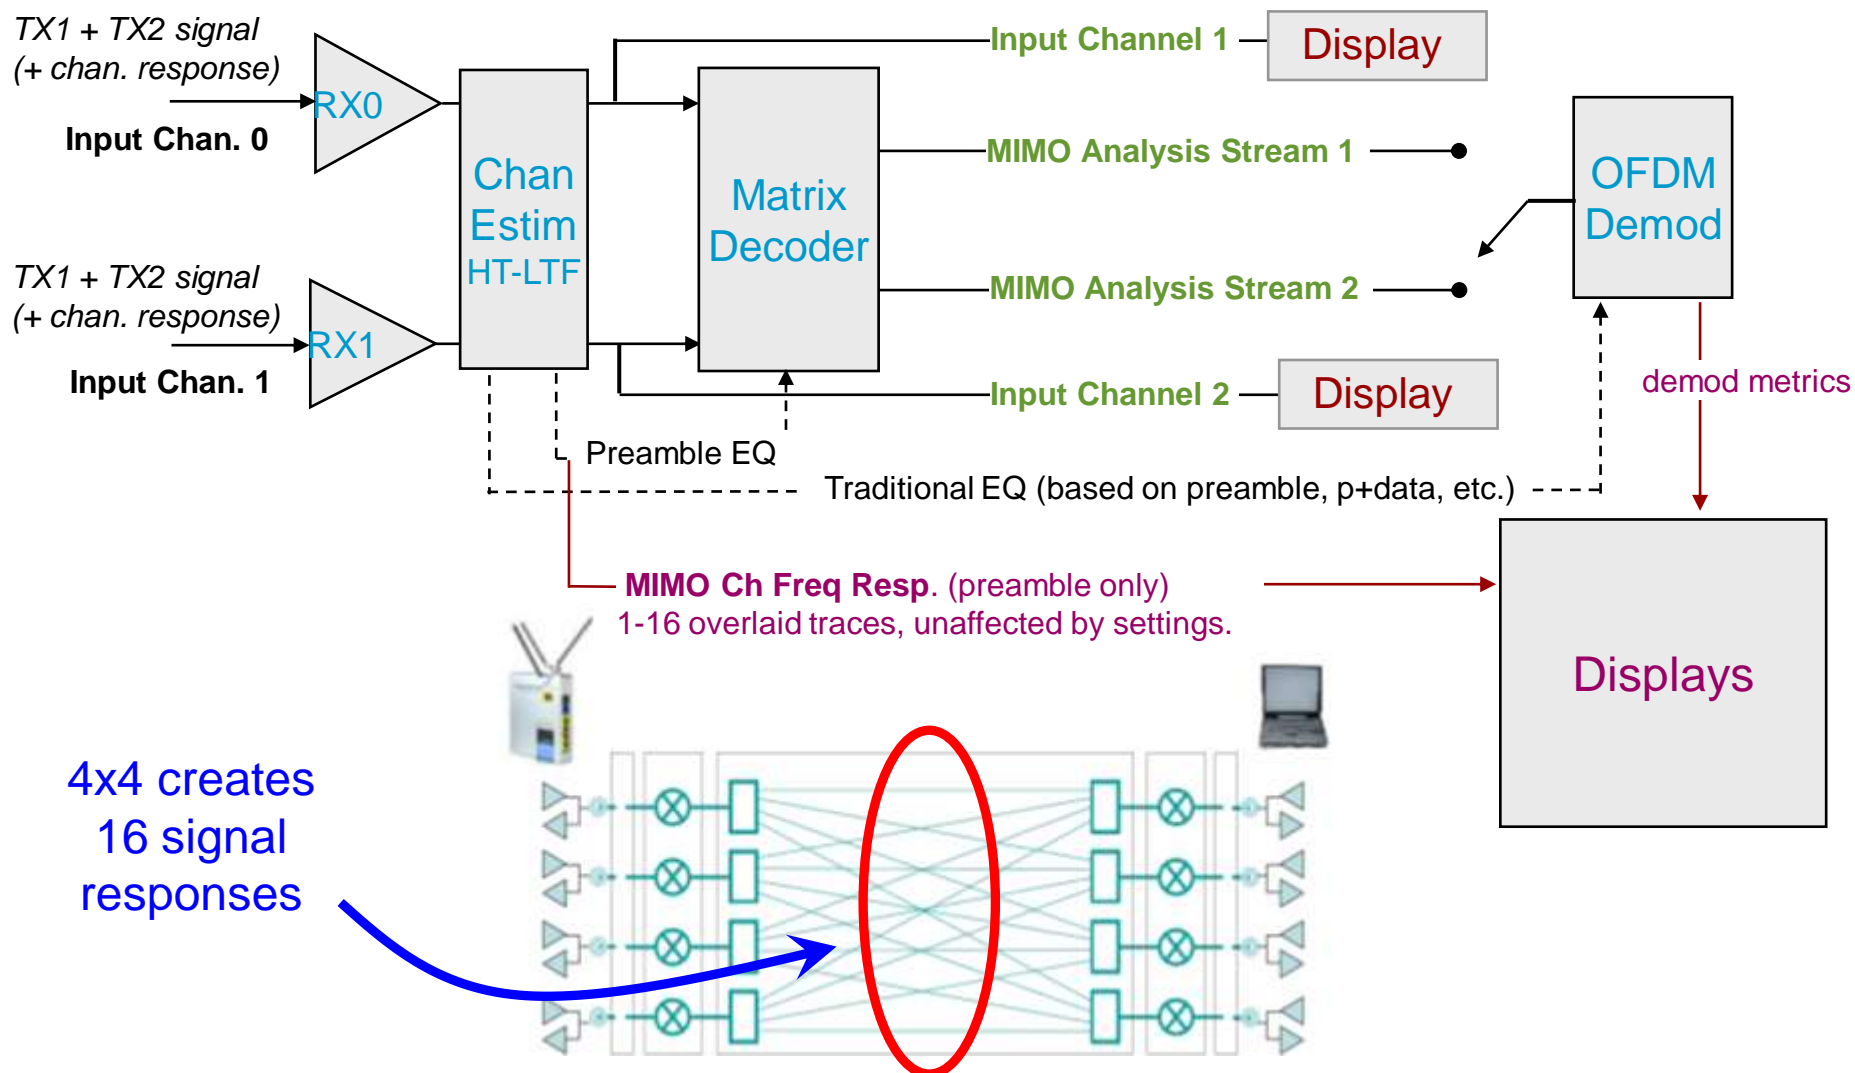 TX1 + TX2 signal
(+ chan. response)
Input Chan. 0
RX0
Chan
Estim
HT-LTF
Matrix
Decoder
Input Channel 1
Display
MIMO Analysis Stream 1
OFDM
Demod
MIMO Analysis Stream 2
TX1 + TX2 signal
(+ chan. response)
Input Chan. 1
RX1
Input Channel 2
Display
demod metrics
Preamble EQ
Traditional EQ (based on preamble, p+data, etc.)
MIMO Ch Freq Resp. (preamble only)
1-16 overlaid traces, unaffected by settings.
Displays
4x4 creates
16 signal
responses